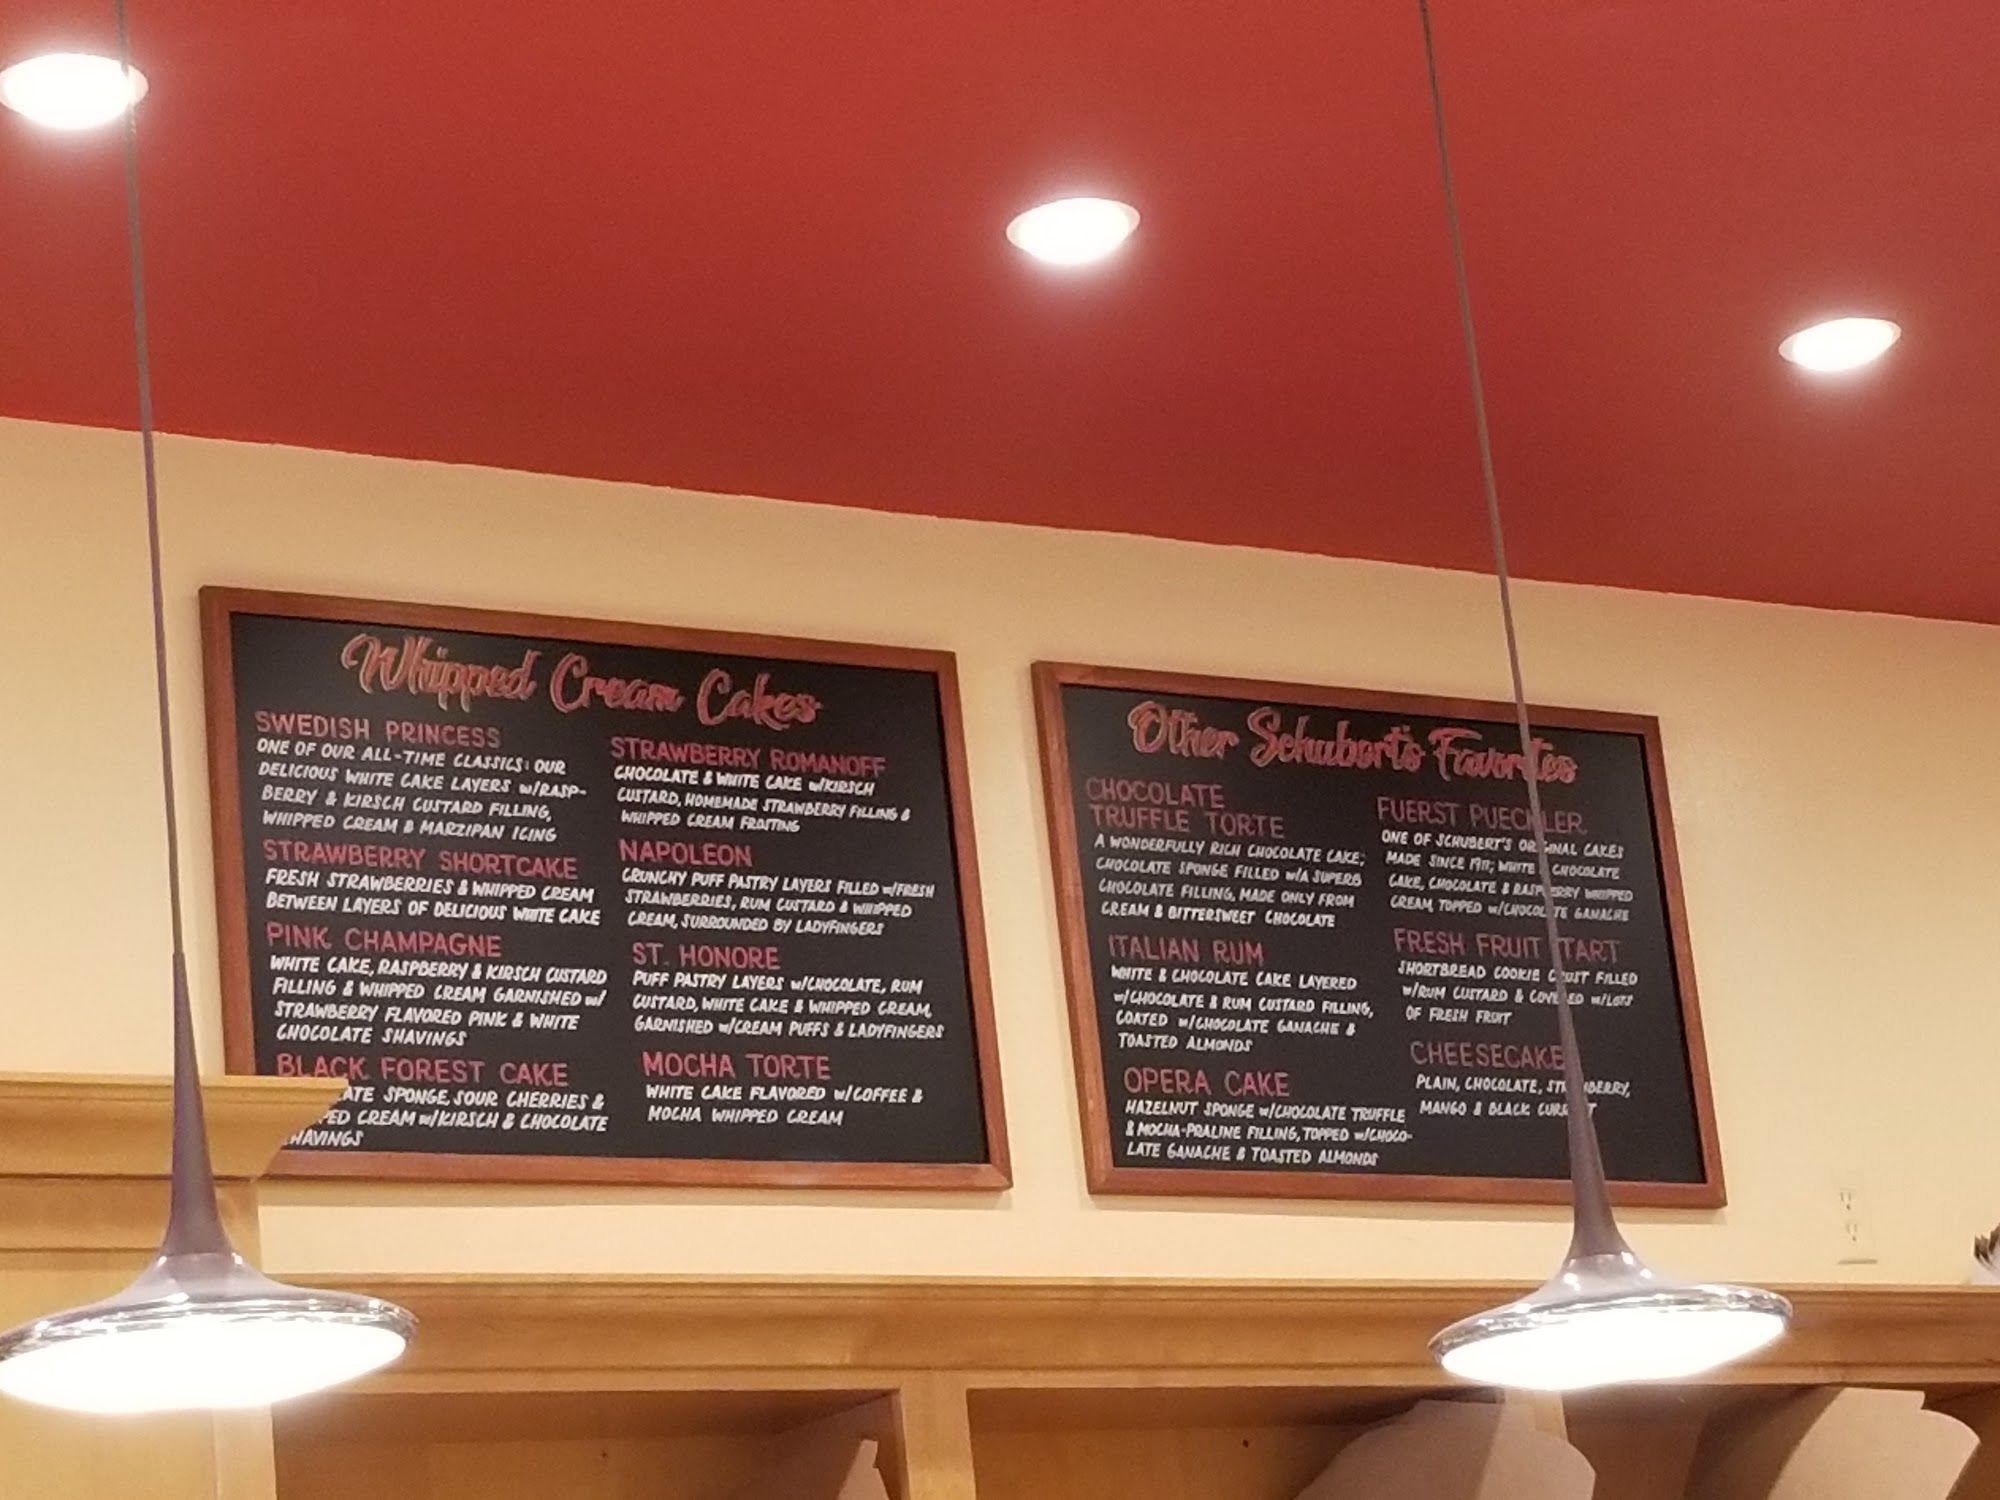 Whipped Cream Cakes
SWEDISH PRINCESS
ONE OF OUR ALL-TIME CLASSICS: OUR
DELICIOUS WHITE CAKE LAYERS w/RASP-
BERRY & KIRSCH CUSTARD FILLING,
WHIPPED CREAM & MARZIPAN ICING
STRAWBERRY SHORTCAKE
FRESH STRAWBERRIES & WHIPPED CREAM
BETWEEN LAYERS OF DELICIOUS WHITE CAKE
PINK CHAMPAGNE
WHITE CAKE, RASPBERRY & KIRSCH CUSTARD
FILLING & WHIPPED CREAM GARNISHED w/
STRAWBERRY FLAVORED PINK & WHITE
CHOCOLATE SHAVINGS
BLACK FOREST CAKE
ATE SPONGE, SOUR CHERRIES &
PED CREAM w/KIRSCH & CHOCOLATE
SHAVINGS
STRAWBERRY ROMANOFF
CHOCOLATE & WHITE CAKE w/KIRSCH
CUSTARD, HOMEMADE STRAWBERRY FILLING &
WHIPPED CREAM FROSTING
NAPOLEON
CRUNCHY PUFF PASTRY LAYERS FILLED w/FRESH
STRAWBERRIES, RUM CUSTARD & WHIPPED
CREAM, SURROUNDED BY LADYFINGERS
ST. HONORE
PUFF PASTRY LAYERS w/CHOCOLATE, RUM
CUSTARD, WHITE CAKE & WHIPPED CREAM,
GARNISHED w/CREAM PUFFS & LADYFINGERS
MOCHA TORTE
WHITE CAKE FLAVORED w/COFFEE &
MOCHA WHIPPED CREAM
Other Schubert's Favorites
CHOCOLATE
TRUFFLE TORTE
A WONDERFULLY RICH CHOCOLATE CAKE;
CHOCOLATE SPONGE FILLED w/A SUPERB
CHOCOLATE FILLING, MADE ONLY FROM
CREAM & BITTERSWEET CHOCOLATE
ITALIAN RUM
WHITE & CHOCOLATE CAKE LAYERED
w/CHOCOLATE & RUM CUSTARD FILLING,
COATED w/CHOCOLATE GANACHE &
TOASTED ALMONDS
OPERA CAKE
HAZELNUT SPONGE w/CHOCOLATE TRUFFLE
& MOCHA-PRALINE FILLING, TOPPED w/CHOCO-
LATE GANACHE & TOASTED ALMONDS
FUERST PUECKLER
ONE OF SCHUBERT'S ORIGINAL CAKES
MADE SINCE 1911; WHITE & CHOCOLATE
CAKE, CHOCOLATE & RASPBERRY WHIPPED
CREAM, TOPPED w/CHOCOLATE GANACHE
FRESH FRUIT TART
SHORTBREAD COOKIE CRUST FILLED
w/RUM CUSTARD & COVERED w/LOTS
OF FRESH FRUIT
CHEESECAKE
PLAIN, CHOCOLATE, STRAWBERRY,
MANGO & BLACK CURRANT